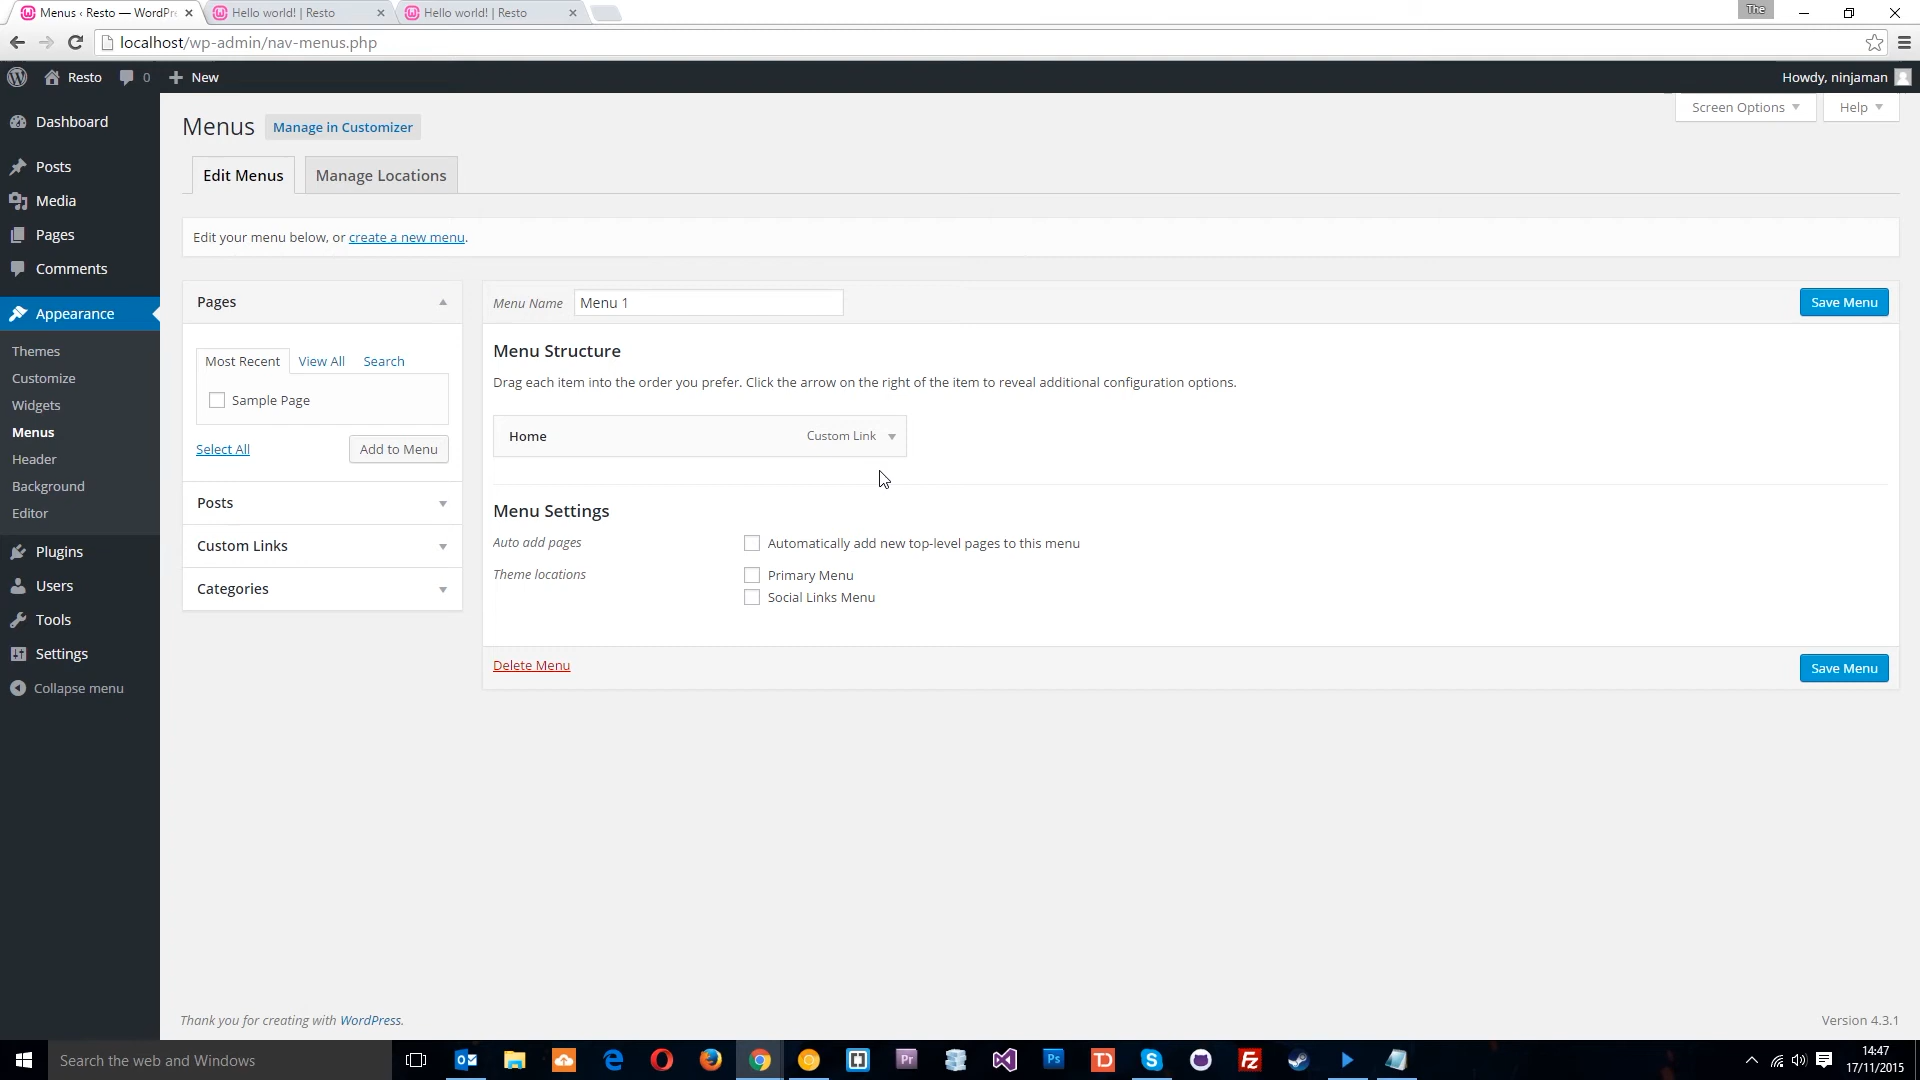 Menus ‹ Resto — WordPr
Hello world! | Resto
Hello world! | Resto
The
localhost/wp-admin/nav-menus.php
Resto
0
New
Howdy, ninjaman
Dashboard
Posts
Media
Pages
Comments
Appearance
Themes
Customize
Widgets
Menus
Header
Background
Editor
Plugins
Users
Tools
Settings
Collapse menu
Screen Options
Help
Menus
Manage in Customizer
Edit Menus
Manage Locations
Edit your menu below, or create a new menu.
Pages
Most Recent
View All
Search
Sample Page
Select All
Add to Menu
Posts
Custom Links
Categories
Menu Name
Menu 1
Save Menu
Menu Structure
Drag each item into the order you prefer. Click the arrow on the right of the item to reveal additional configuration options.
Home
Custom Link
Menu Settings
Auto add pages
Automatically add new top-level pages to this menu
Theme locations
Primary Menu
Social Links Menu
Delete Menu
Save Menu
Thank you for creating with WordPress.
Version 4.3.1
Search the web and Windows
Pr
Ps
TD
S
FZ
14:47
17/11/2015